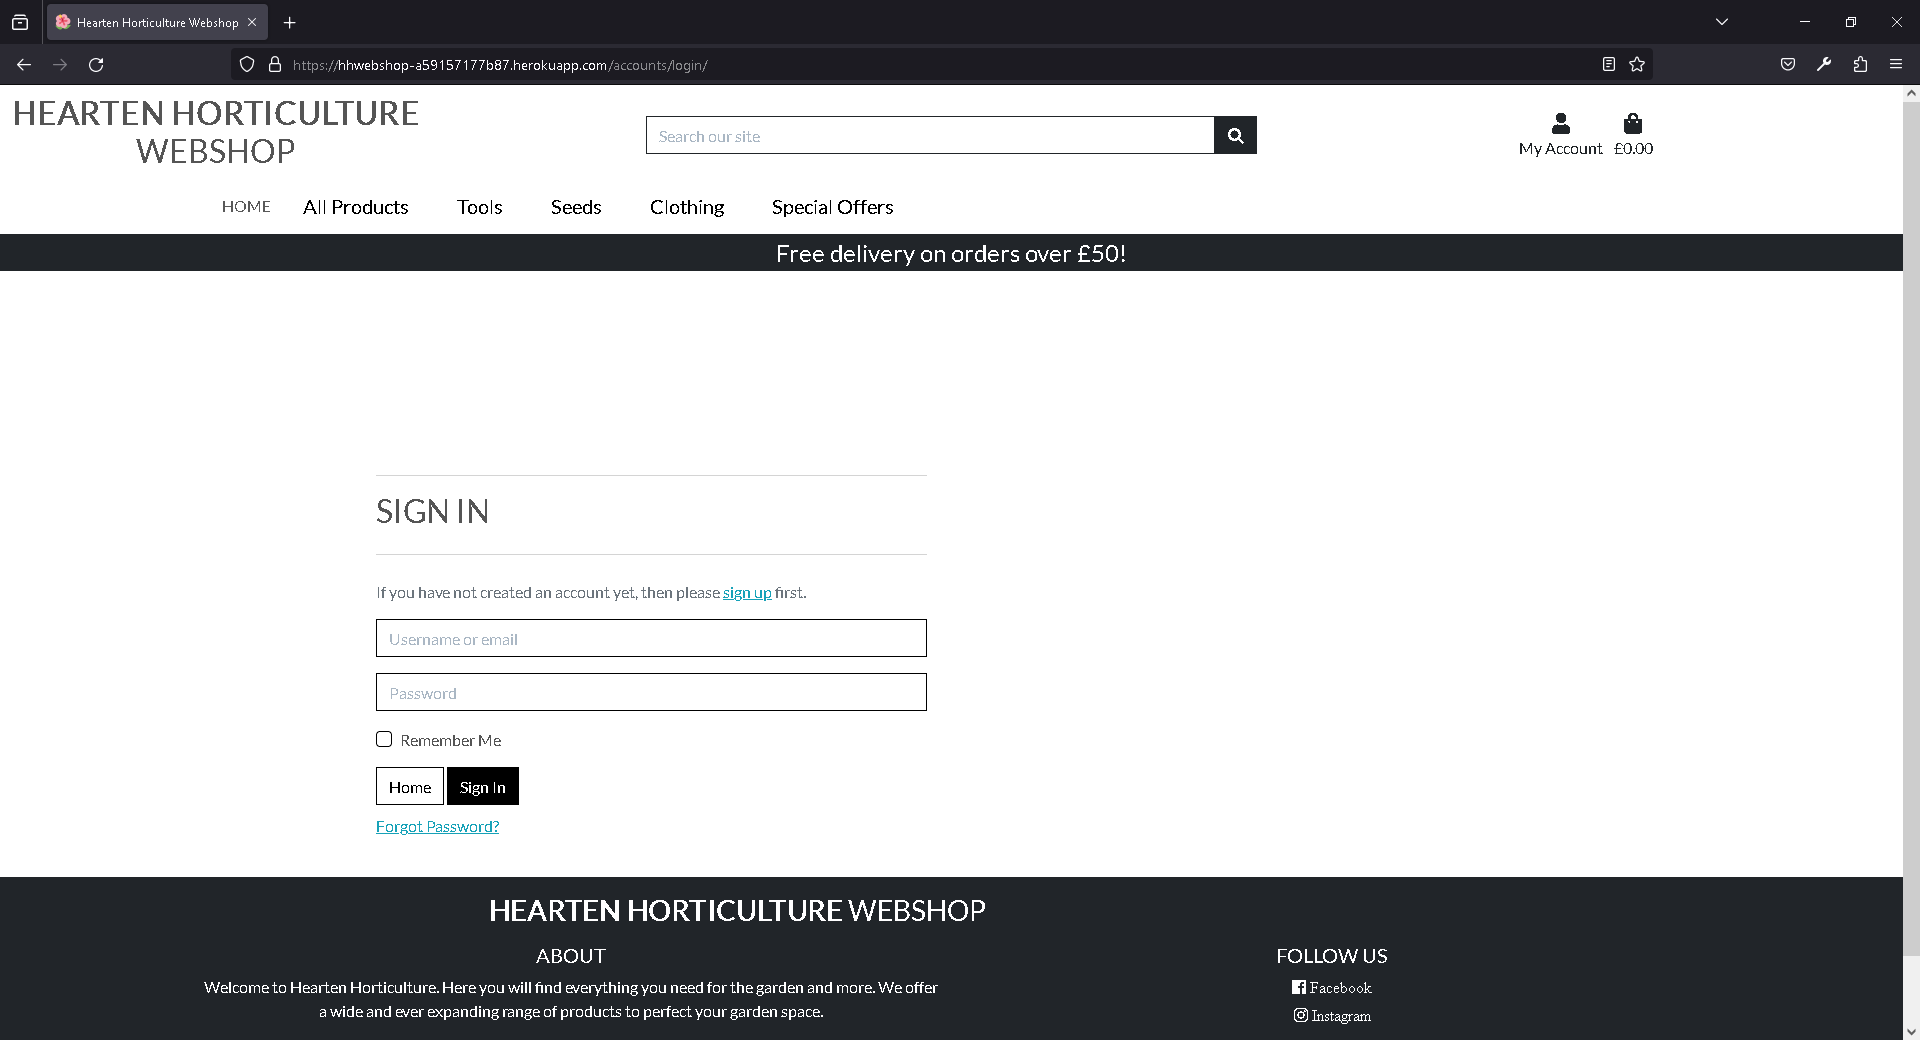 Hearten Horticulture Webshop
https://hhwebshop-a59157177b87.herokuapp.com/accounts/login/
HEARTEN HORTICULTURE
WEBSHOP
Search our site
My Account £0.00
HOME All Products Tools Seeds Clothing Special Offers
Free delivery on orders over £50!
SIGN IN
If you have not created an account yet, then please sign up first.
Username or email
Password
Remember Me
Home Sign In
Forgot Password?
HEARTEN HORTICULTURE WEBSHOP
ABOUT
Welcome to Hearten Horticulture. Here you will find everything you need for the garden and more. We offer
a wide and ever expanding range of products to perfect your garden space.
FOLLOW US
Facebook
Instagram